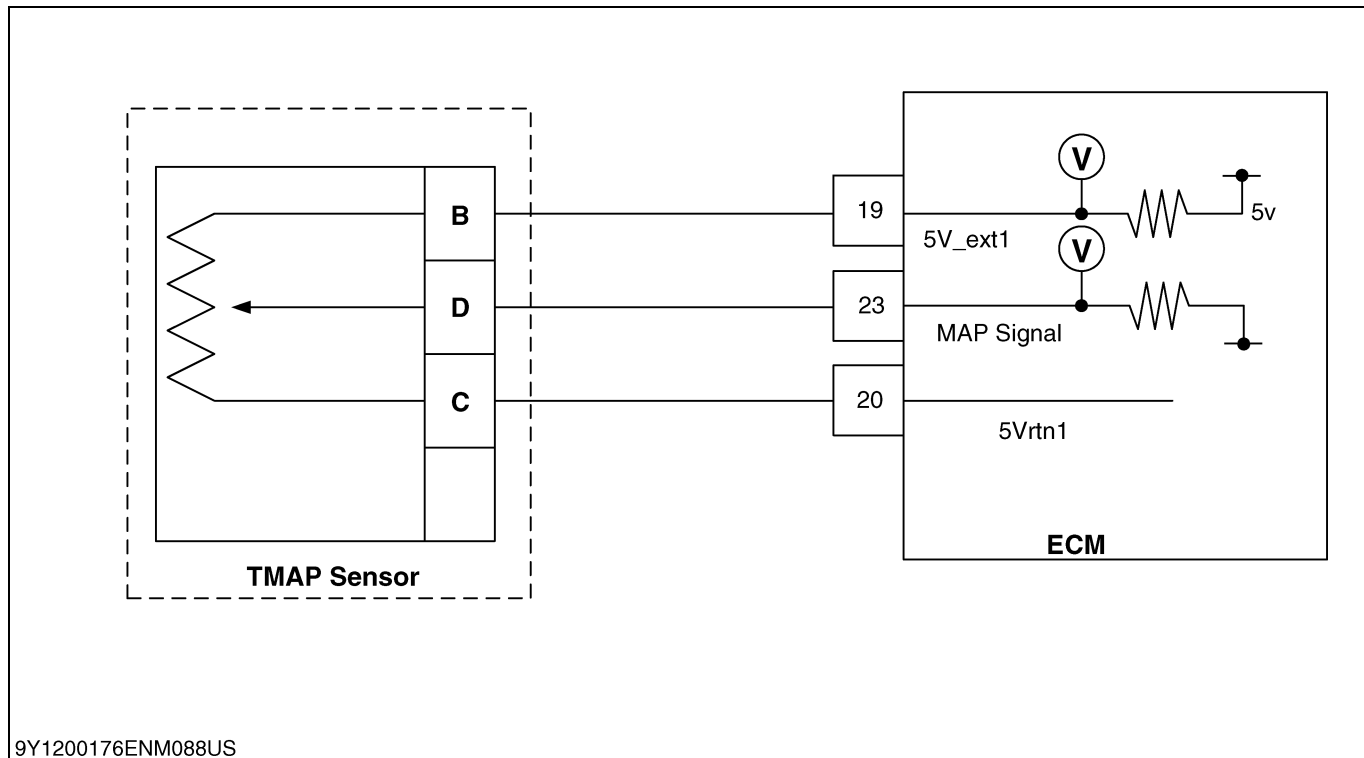 V
B
19
5v
5V_ext1
V
D
23
MAP Signal
C
20
5Vrtn1
ECM
TMAP Sensor
9Y1200176ENM088US